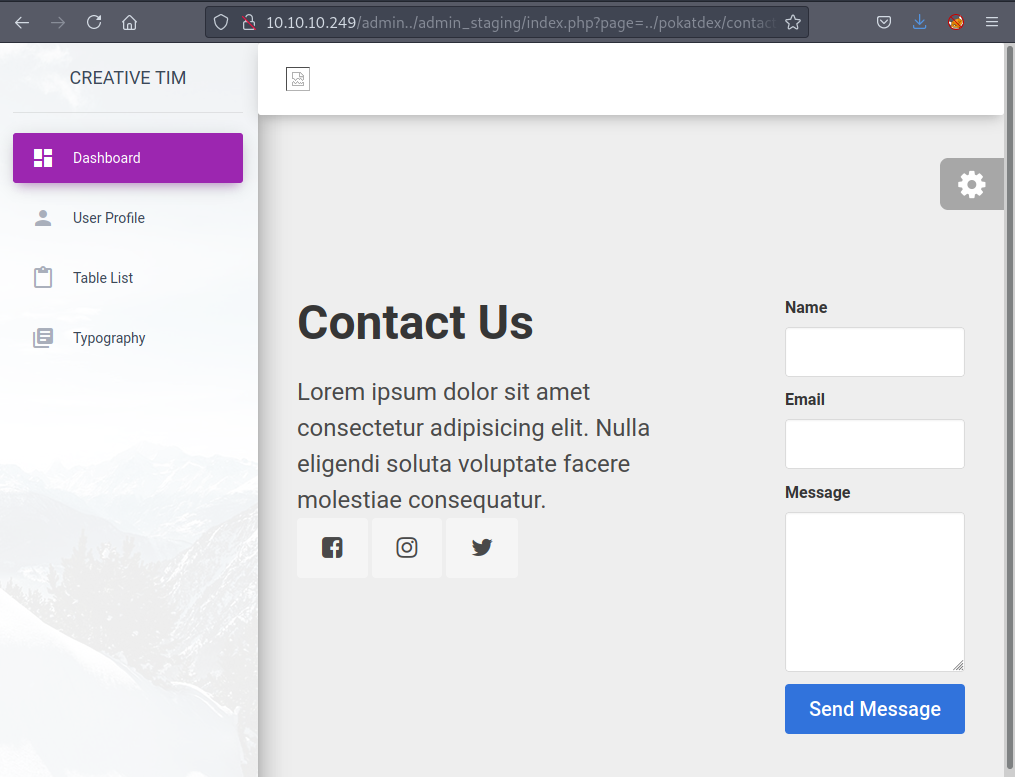 10.10.10.249/admin../admin_staging/index.php?page=../pokatdex/contac
CREATIVE TIM
Dashboard
User Profile
Table List
Typography
Contact Us
Lorem ipsum dolor sit amet
consectetur adipisicing elit. Nulla
eligendi soluta voluptate facere
molestiae consequatur.
Name
Email
Message
Send Message